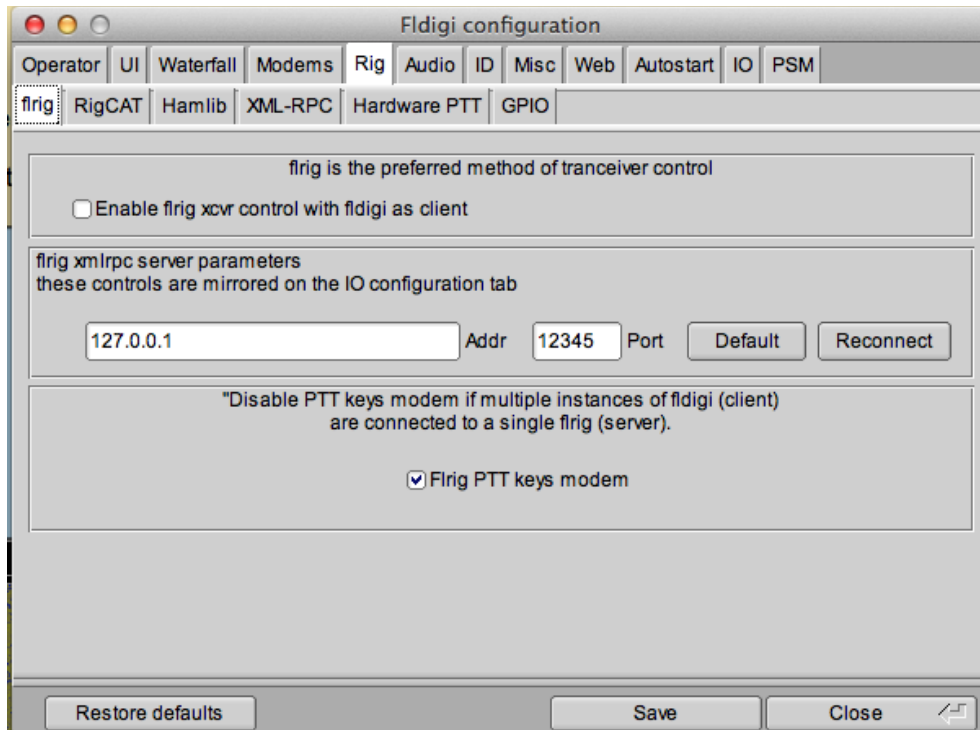 Fldigi configuration
Operator UI Waterfall Modems Rig Audio ID Misc Web Autostart IO PSM
flrig RigCAT Hamlib XML-RPC Hardware PTT GPIO
flrig is the preferred method of tranceiver control
Enable flrig xcvr control with fldigi as client
flrig xmlrpc server parameters
these controls are mirrored on the IO configuration tab
127.0.0.1 Addr 12345 Port Default Reconnect
"Disable PTT keys modem if multiple instances of fldigi (client)
are connected to a single flrig (server).
Flrig PTT keys modem
Restore defaults Save Close